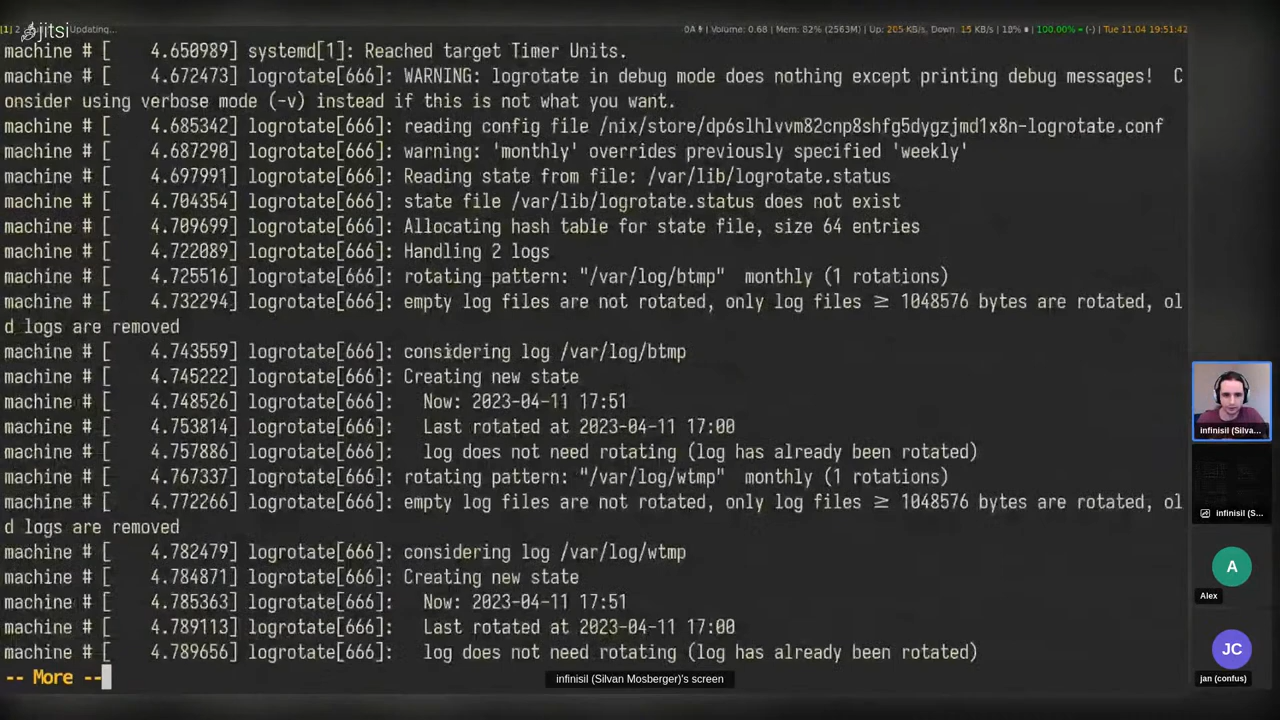 jitsi
[1] 2 Updating...
0A Volume: 0.68 | Mem: 82% (2563M) | Up: 205 KB/s, Down: 15 KB/s | 18% | 100.00% = (-) | Tue 11.04 19:51:42
machine # [    4.650989] systemd[1]: Reached target Timer Units.
machine # [    4.672473] logrotate[666]: WARNING: logrotate in debug mode does nothing except printing debug messages!  C
onsider using verbose mode (-v) instead if this is not what you want.
machine # [    4.685342] logrotate[666]: reading config file /nix/store/dp6slhlvvm82cnp8shfg5dygzjmd1x8n-logrotate.conf
machine # [    4.687290] logrotate[666]: warning: 'monthly' overrides previously specified 'weekly'
machine # [    4.697991] logrotate[666]: Reading state from file: /var/lib/logrotate.status
machine # [    4.704354] logrotate[666]: state file /var/lib/logrotate.status does not exist
machine # [    4.709699] logrotate[666]: Allocating hash table for state file, size 64 entries
machine # [    4.722089] logrotate[666]: Handling 2 logs
machine # [    4.725516] logrotate[666]: rotating pattern: "/var/log/btmp"  monthly (1 rotations)
machine # [    4.732294] logrotate[666]: empty log files are not rotated, only log files ≥ 1048576 bytes are rotated, ol
d logs are removed
machine # [    4.743559] logrotate[666]: considering log /var/log/btmp
machine # [    4.745222] logrotate[666]: Creating new state
machine # [    4.748526] logrotate[666]:   Now: 2023-04-11 17:51
machine # [    4.753814] logrotate[666]:   Last rotated at 2023-04-11 17:00
machine # [    4.757886] logrotate[666]:   log does not need rotating (log has already been rotated)
machine # [    4.767337] logrotate[666]: rotating pattern: "/var/log/wtmp"  monthly (1 rotations)
machine # [    4.772266] logrotate[666]: empty log files are not rotated, only log files ≥ 1048576 bytes are rotated, ol
d logs are removed
machine # [    4.782479] logrotate[666]: considering log /var/log/wtmp
machine # [    4.784871] logrotate[666]: Creating new state
machine # [    4.785363] logrotate[666]:   Now: 2023-04-11 17:51
machine # [    4.789113] logrotate[666]:   Last rotated at 2023-04-11 17:00
machine # [    4.789656] logrotate[666]:   log does not need rotating (log has already been rotated)
-- More --
infinisil (Silvan Mosberger)'s screen
infinisil (Silva...
infinisil (S...
A
Alex
JC
jan (confus)